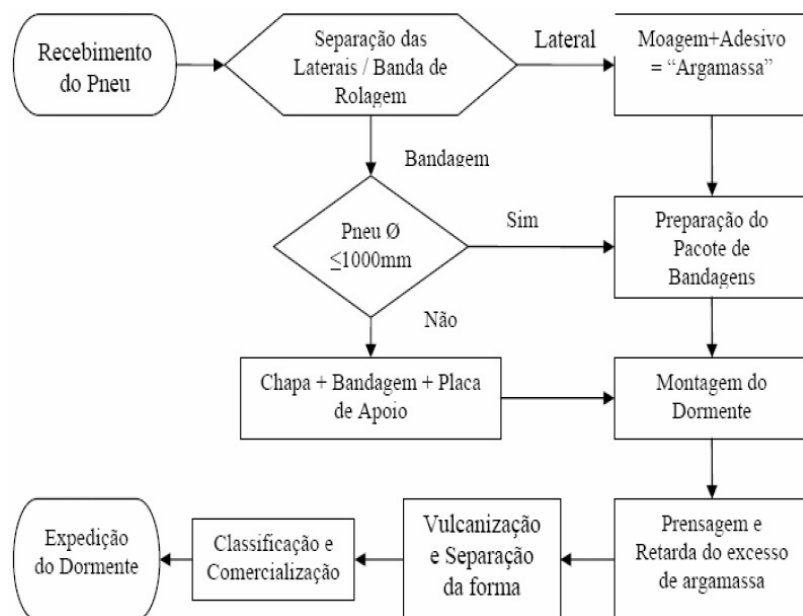 Recebimento
do Pneu
Separação das
Laterais / Banda de
Rolagem
Lateral
Moagem+Adesivo
= “Argamassa”
Bandagem
Pneu Ø
≤1000mm
Sim
Preparação do
Pacote de
Bandagens
Não
Chapa + Bandagem + Placa
de Apoio
Montagem do
Dormente
Prensagem e
Retarda do excesso
de argamassa
Vulcanização
e Separação
da forma
Classificação e
Comercialização
Expedição
do Dormente